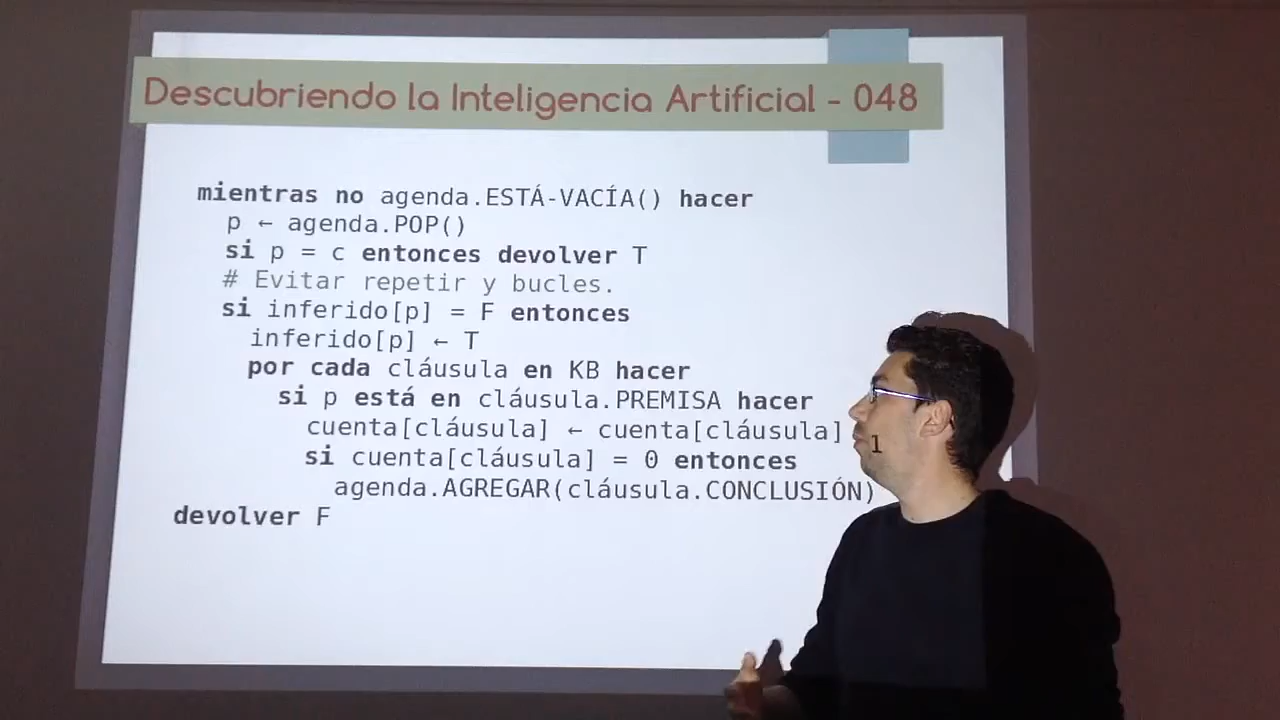 Descubriendo la Inteligencia Artificial - 048
mientras no agenda.ESTÁ-VACÍA() hacer
p ← agenda.POP()
si p = c entonces devolver T
# Evitar repetir y bucles.
si inferido[p] = F entonces
inferido[p] ← T
por cada cláusula en KB hacer
si p está en cláusula.PREMISA hacer
cuenta[cláusula] ← cuenta[cláusula] 1
si cuenta[cláusula] = 0 entonces
agenda.AGREGAR(cláusula.CONCLUSIÓN)
devolver F